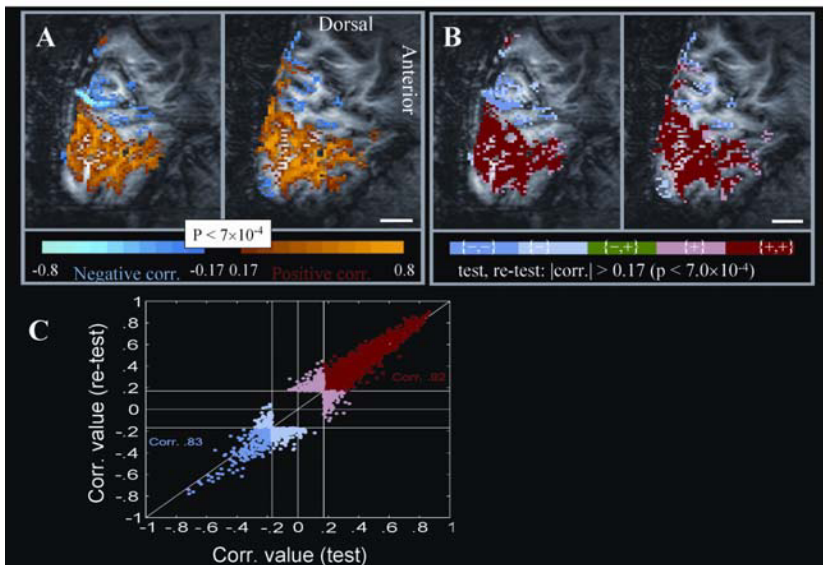 A
Dorsal
Anterior
B
P < 7×10⁻⁴
-0.8 Negative corr. -0.17 0.17 Positive corr. 0.8
{−,−} {−} {−,+} {+} {+,+}
test, re-test: |corr.| > 0.17 (p < 7.0×10⁻⁴)
C
Corr. value (re-test)
1
.8
.6
.4
.2
0
-.2
-.4
-.6
-.8
-1
Corr. .92
Corr. .83
-1 -.8 -.6 -.4 -.2 0 .2 .4 .6 .8 1
Corr. value (test)